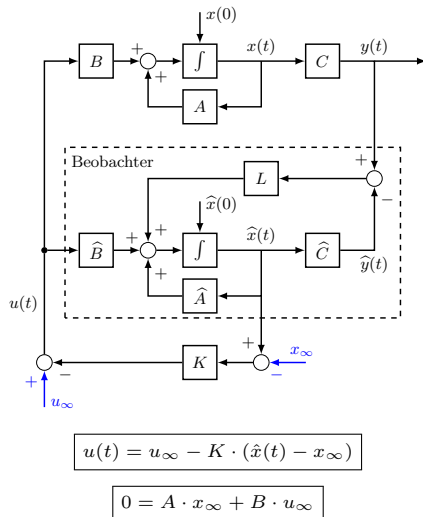 x(0)
x(t)
y(t)
B
+
+
∫
C
A
Beobachter
L
+
−
x̂(0)
+
+
+
B̂
∫
x̂(t)
Ĉ
ŷ(t)
Â
u(t)
+
K
−
x∞
−
+
u∞
u(t) = u∞ − K · (x̂(t) − x∞)
0 = A · x∞ + B · u∞